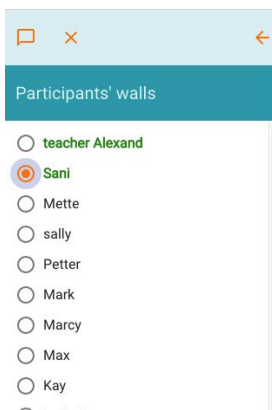 Participants' walls
teacher Alexand
Sani
Mette
sally
Petter
Mark
Marcy
Max
Kay